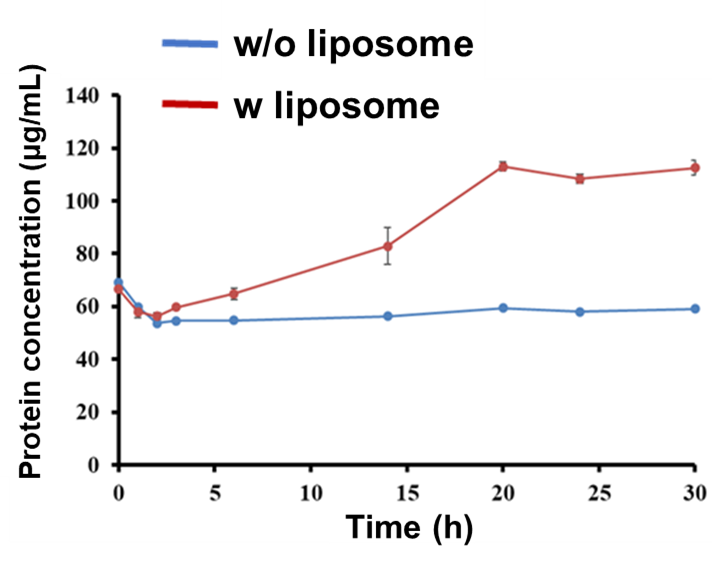 w/o liposome
w liposome
Protein concentration (µg/mL)
140
120
100
80
60
40
20
0
0 5 10 15 20 25 30
Time (h)